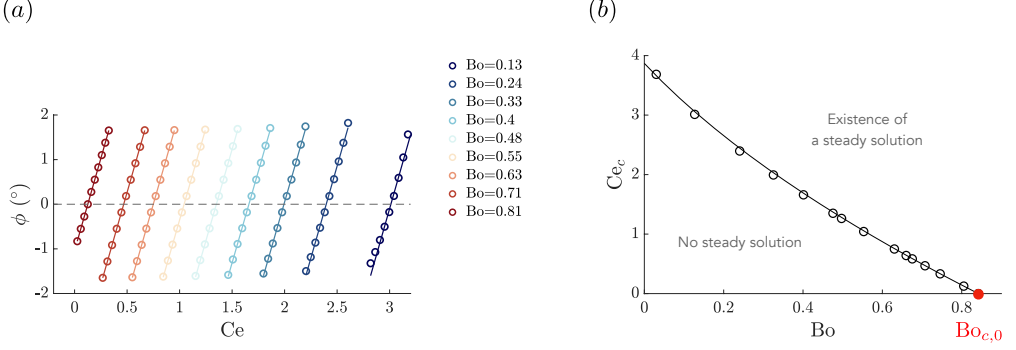 (a)
2
1
0
-1
-2
ϕ (°)
0
0.5
1
1.5
2
2.5
3
Ce
Bo=0.13
Bo=0.24
Bo=0.33
Bo=0.4
Bo=0.48
Bo=0.55
Bo=0.63
Bo=0.71
Bo=0.81
(b)
4
3
2
1
0
Ce_c
Existence of
a steady solution
No steady solution
0
0.2
0.4
0.6
0.8
Bo
Bo_{c,0}